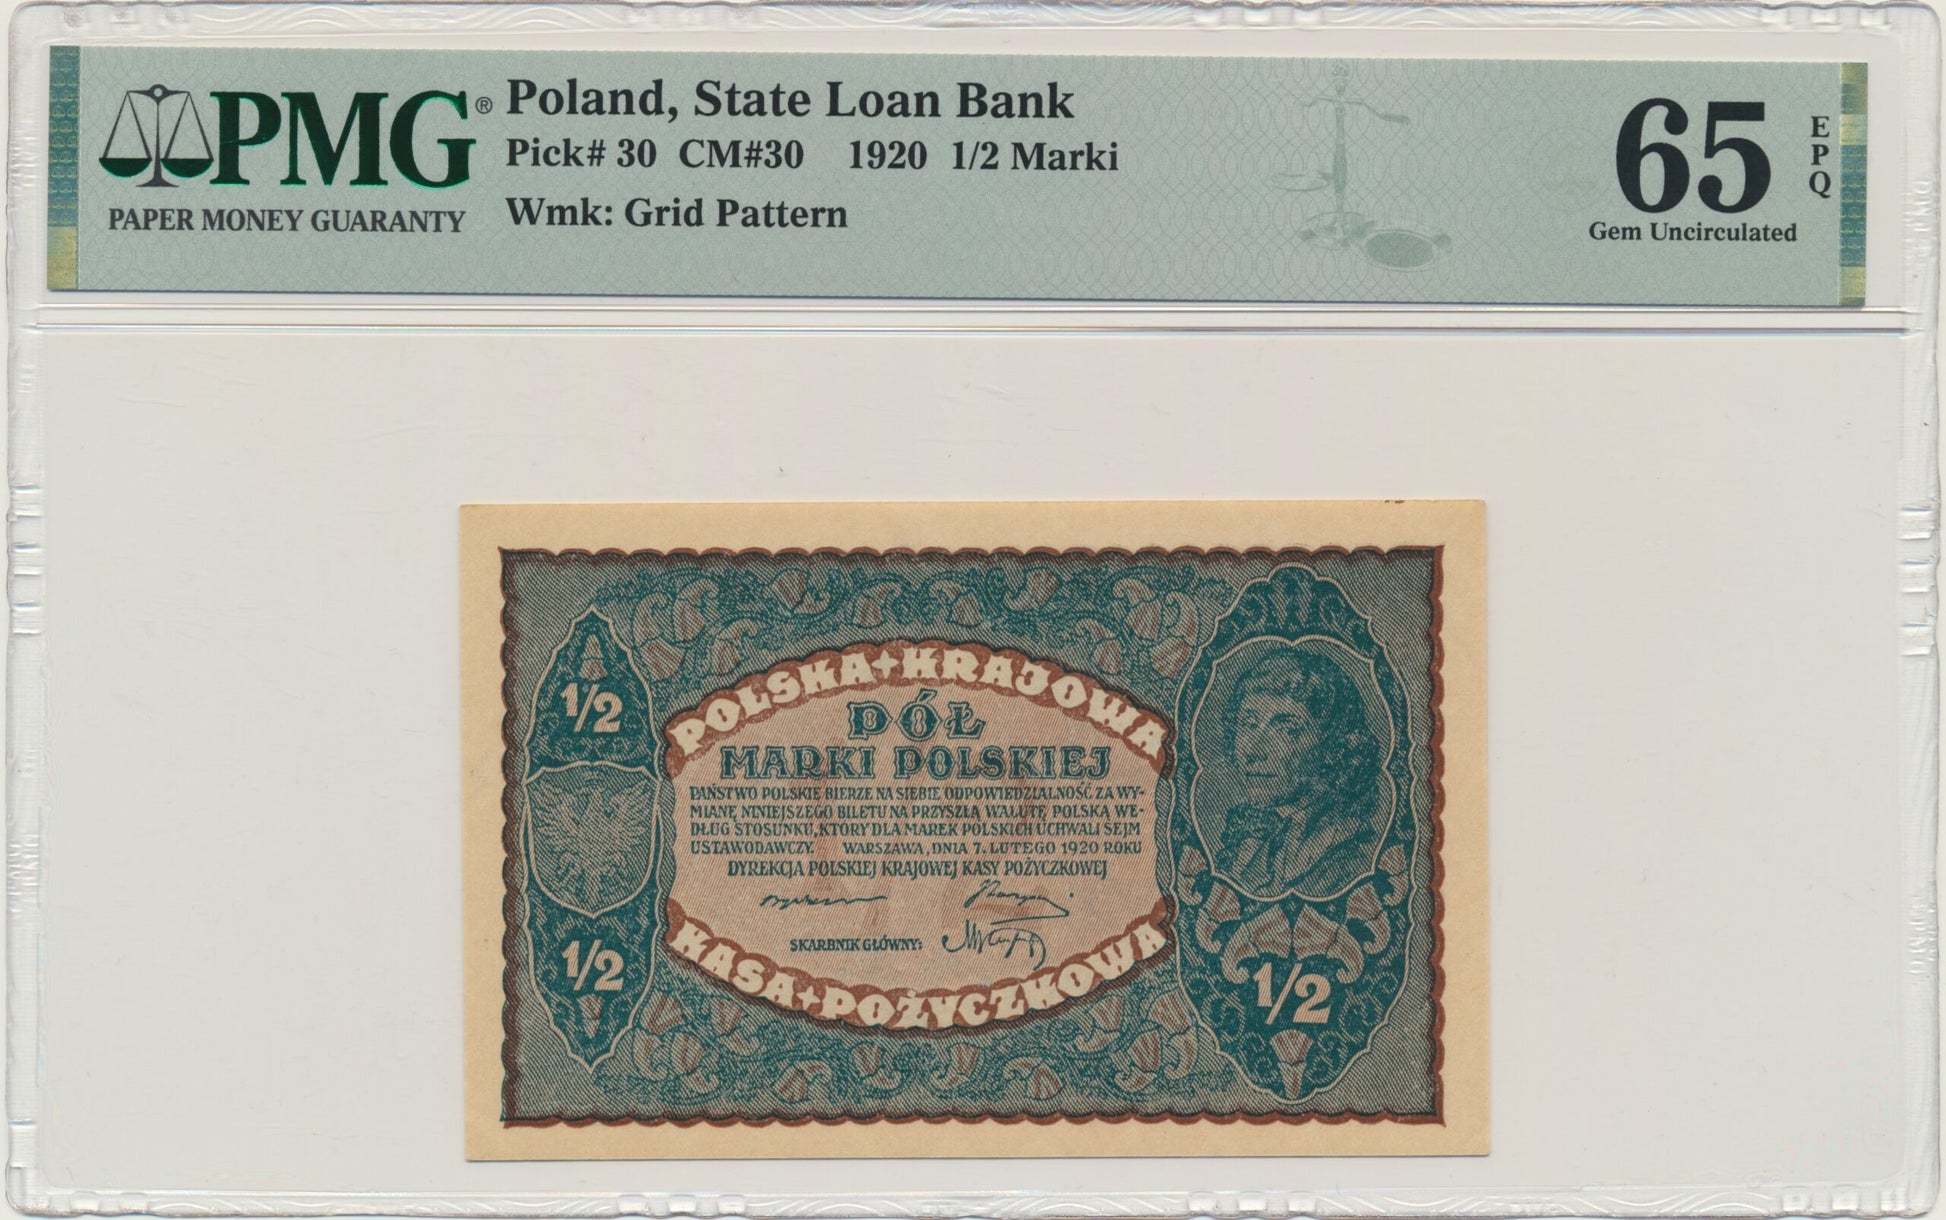 PMG®
PAPER MONEY GUARANTY
Poland, State Loan Bank
Pick# 30 CM#30 1920 1/2 Marki
Wmk: Grid Pattern
65
EPQ
Gem Uncirculated
POLSKA + KRAJOWA
PÓŁ
MARKI POLSKIEJ
PAŃSTWO POLSKIE BIERZE NA SIEBIE ODPOWIEDZIALNOŚĆ ZA WY-
MIANĘ NINIEJSZEGO BILETU NA PRZYSZŁĄ WALUTĘ POLSKĄ WE-
DŁUG STOSUNKU, KTÓRY DLA MAREK POLSKICH UCHWALI SEJM
USTAWODAWCZY. WARSZAWA, DNIA 7. LUTEGO 1920 ROKU
DYREKCJA POLSKIEJ KRAJOWEJ KASY POŻYCZKOWEJ
SKARBNIK GŁÓWNY:
KASA + POŻYCZKOWA
1/2
1/2
1/2